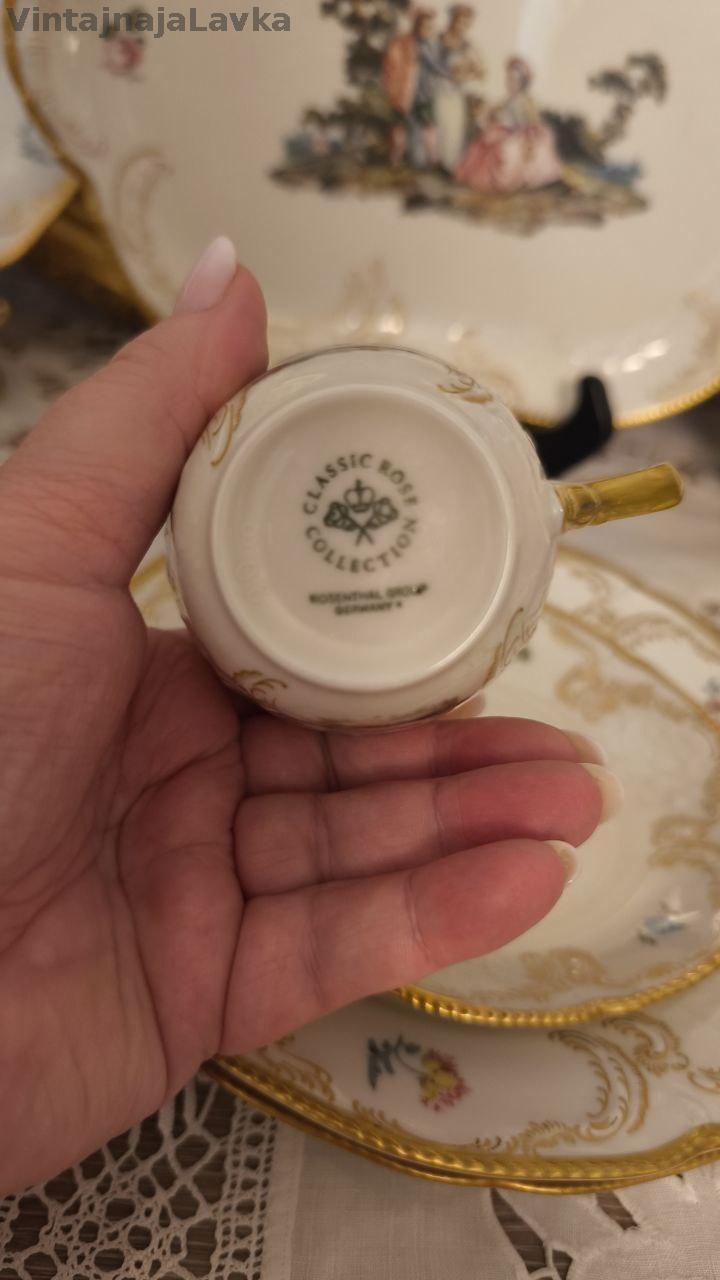 VintajnajaLavka
CLASSIC ROSE
COLLECTION
ROSENTHAL GROUP
GERMANY